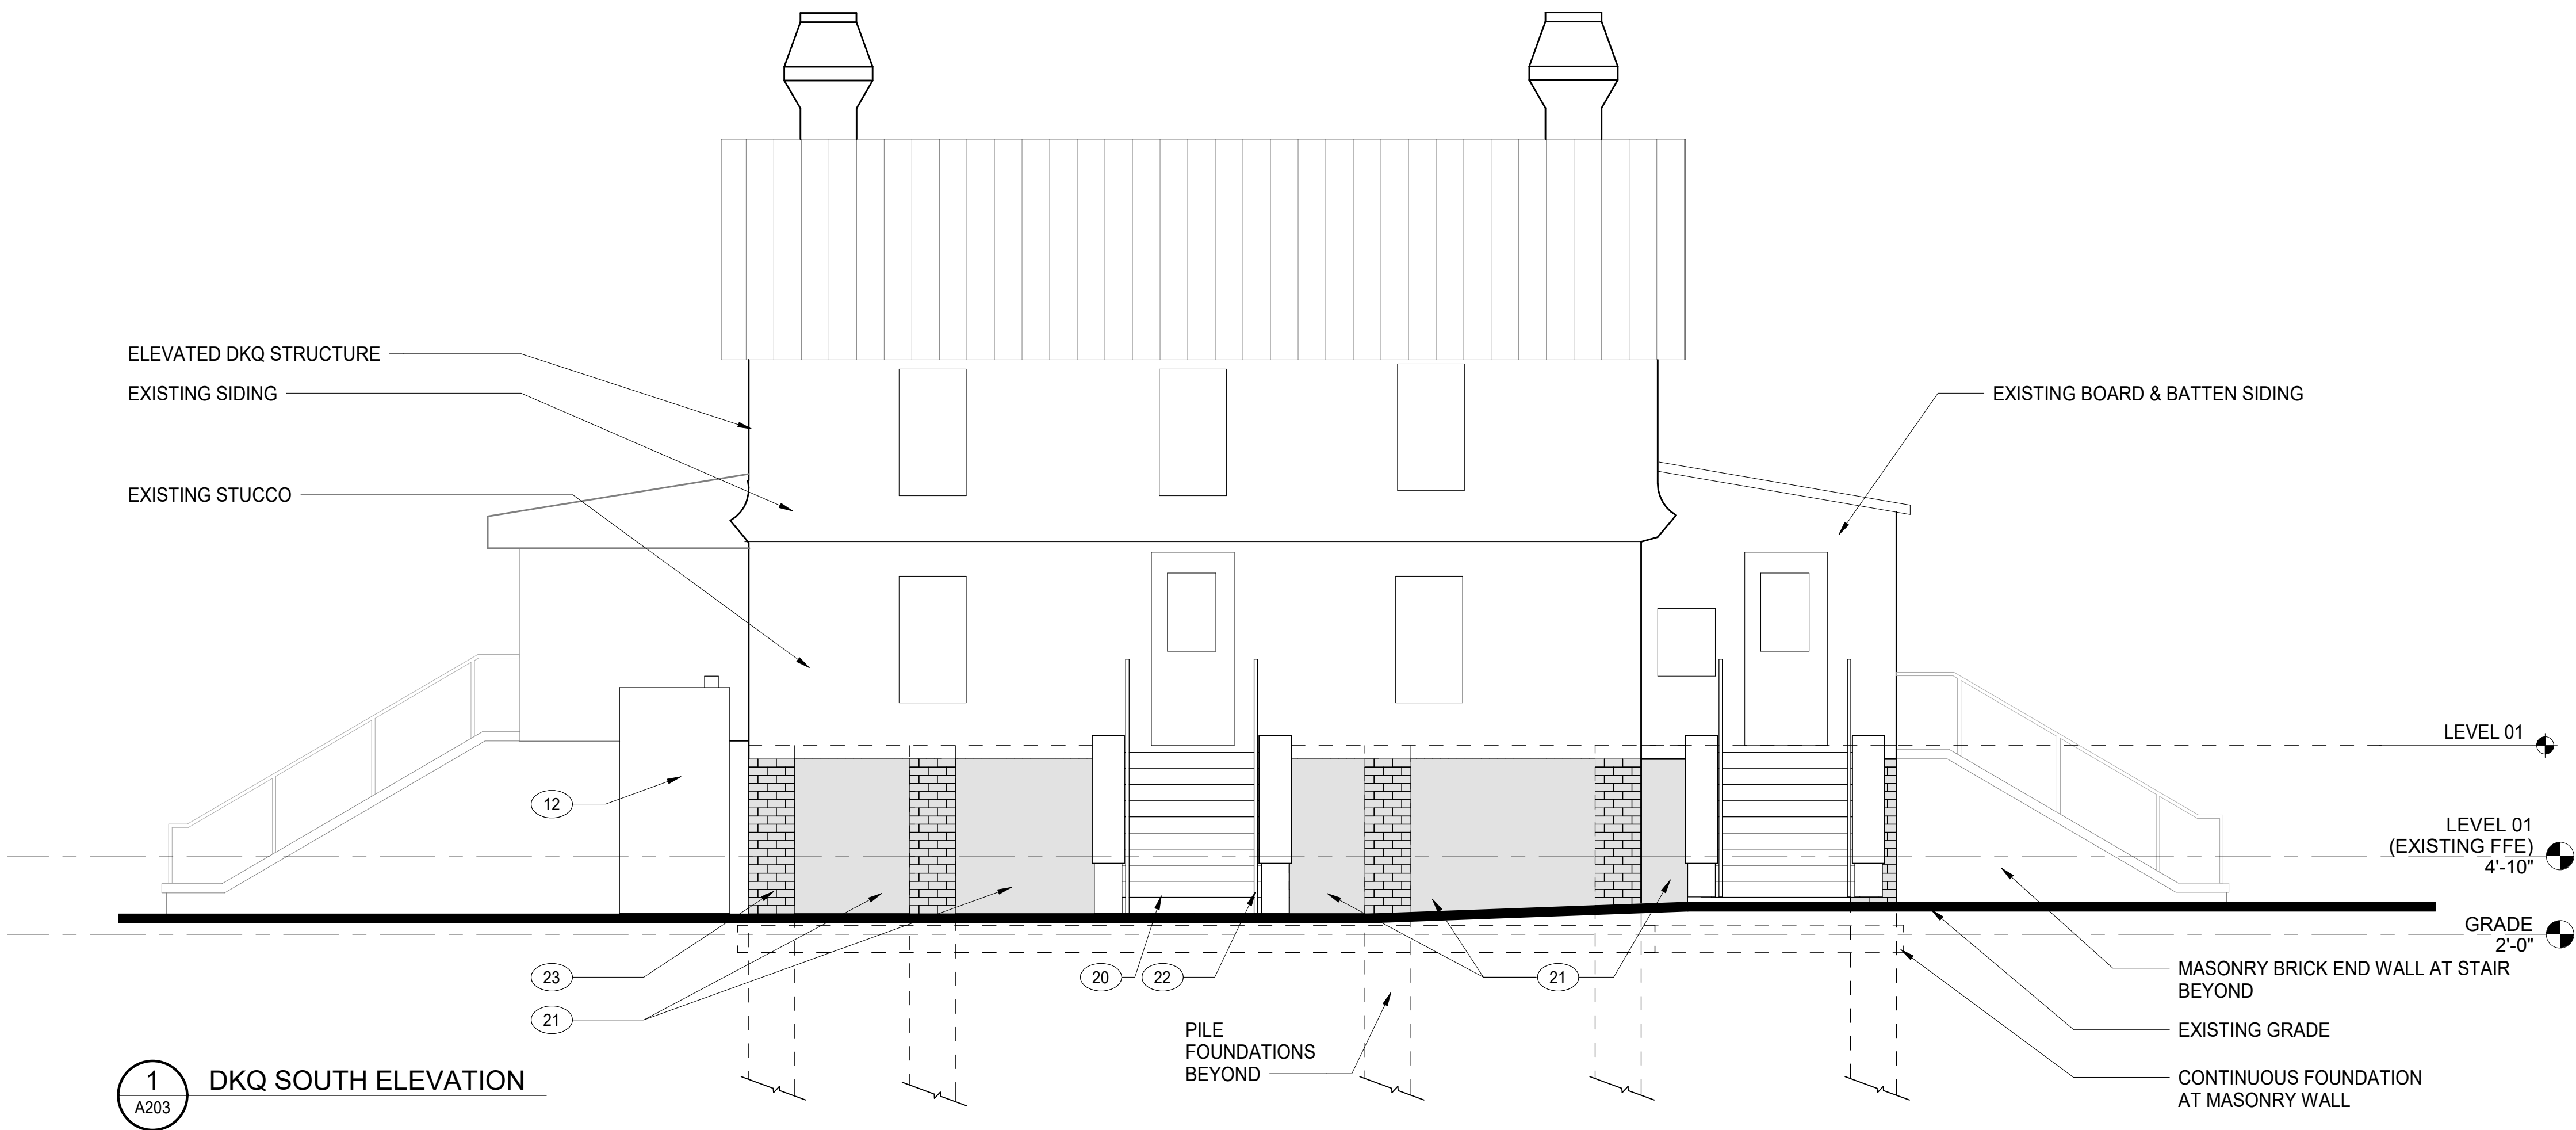 ELEVATED DKQ STRUCTURE
EXISTING SIDING
EXISTING BOARD & BATTEN SIDING
EXISTING STUCCO
LEVEL 01
12
LEVEL 01
(EXISTING FFE)
4'-10"
GRADE
2'-0"
23
20
22
21
MASONRY BRICK END WALL AT STAIR
BEYOND
21
PILE
FOUNDATIONS
BEYOND
EXISTING GRADE
CONTINUOUS FOUNDATION
AT MASONRY WALL
1
A203
DKQ SOUTH ELEVATION